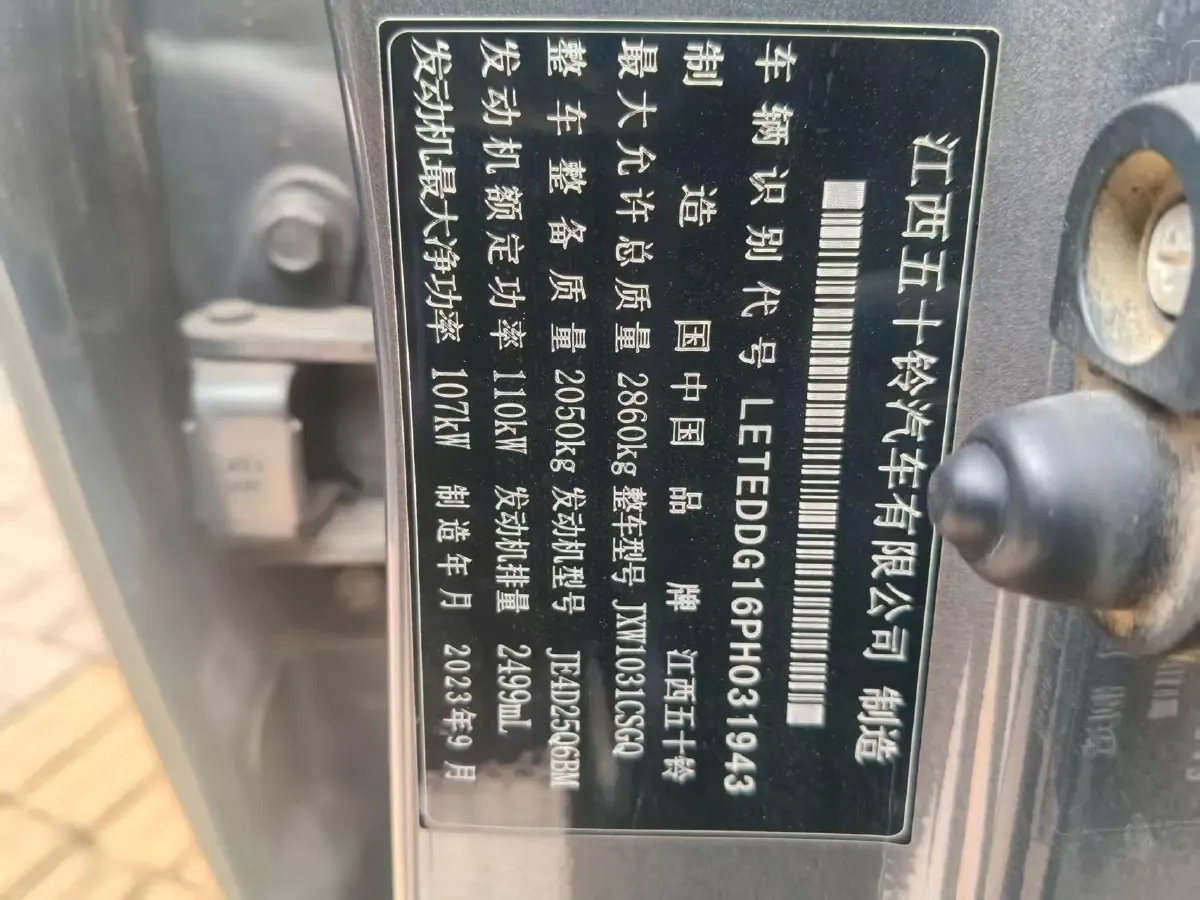 江西五十铃汽车有限公司 制造
车辆识别代号 LETEDDG16PH031943
制造国 中国 品牌 江西五十铃
最大允许总质量 2860kg 整车型号 JXW1031CSGQ
整车整备质量 2050kg 发动机型号 JE4D25Q6BM
发动机额定功率 110kW 发动机排量 2499mL
发动机最大净功率 107kW 制造年月 2023年9月